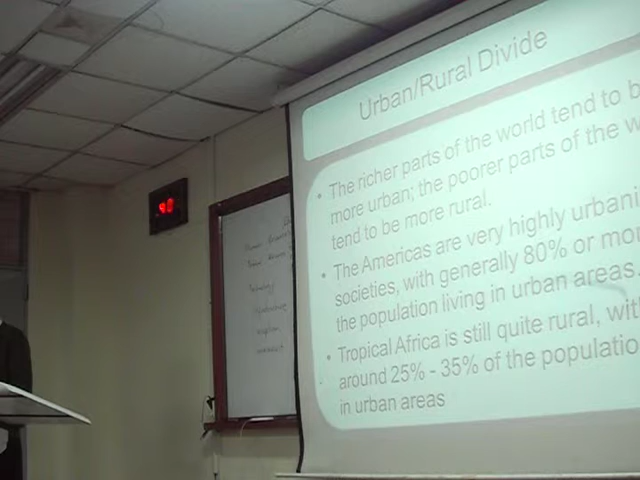 Urban/Rural Divide
• The richer parts of the world tend to b
more urban; the poorer parts of the w
tend to be more rural.
• The Americas are very highly urbani
societies, with generally 80% or mo
the population living in urban areas.
• Tropical Africa is still quite rural, wit
around 25% - 35% of the populatio
in urban areas